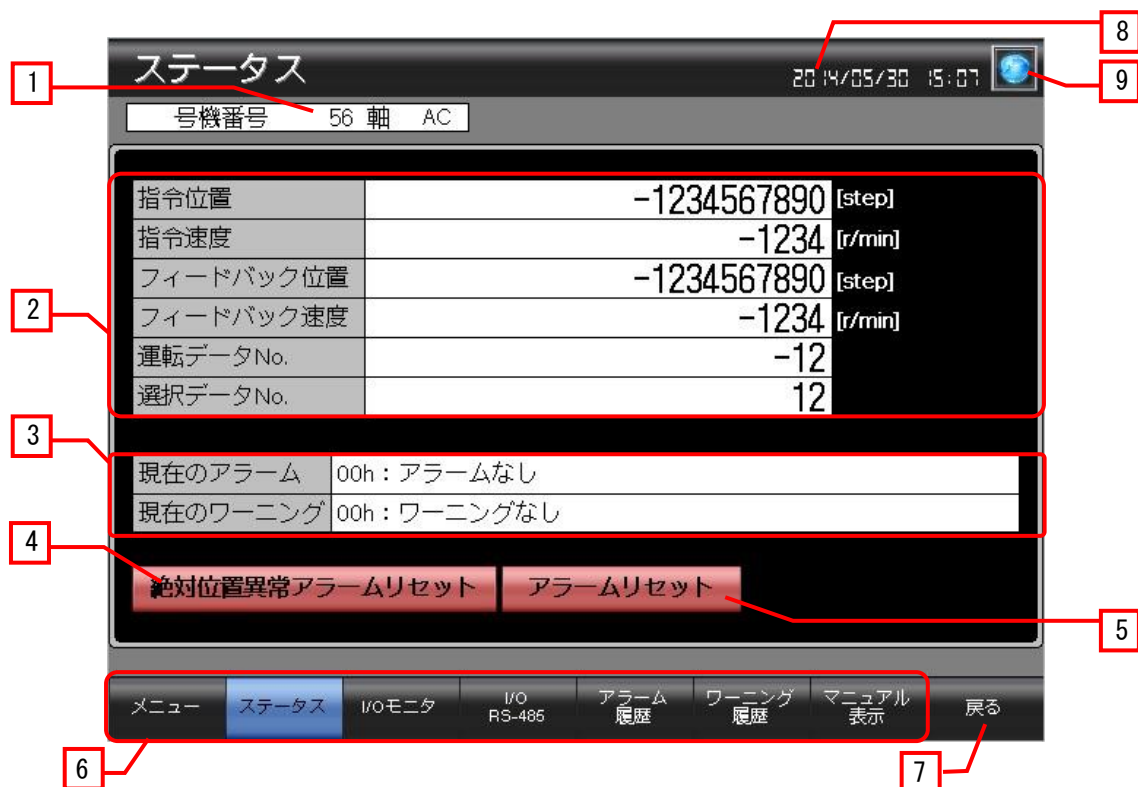 8
ステータス 2014/05/30 15:07
1
9
号機番号 56 軸 AC
指令位置 -1234567890 [step]
指令速度 -1234 [r/min]
フィードバック位置 -1234567890 [step]
2
フィードバック速度 -1234 [r/min]
運転データNo. -12
選択データNo. 12
3
現在のアラーム 00h：アラームなし
現在のワーニング 00h：ワーニングなし
4
絶対位置異常アラームリセット アラームリセット
5
メニュー ステータス I/Oモニタ I/O RS-485 アラーム履歴 ワーニング履歴 マニュアル表示 戻る
6
7